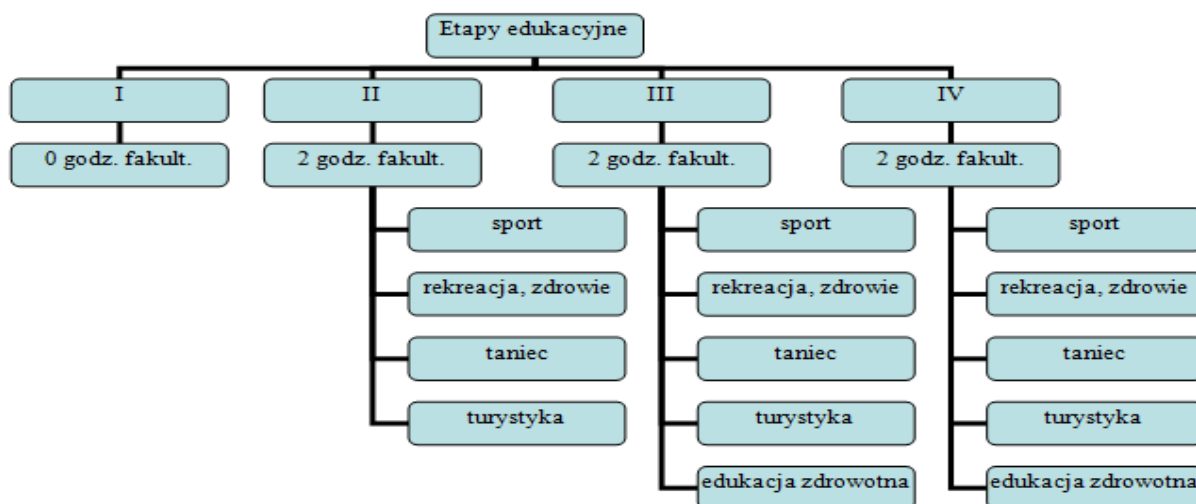 Etapy edukacyjne
I
II
III
IV
0 godz. fakult.
2 godz. fakult.
2 godz. fakult.
2 godz. fakult.
sport
sport
sport
rekreacja, zdrowie
rekreacja, zdrowie
rekreacja, zdrowie
taniec
taniec
taniec
turystyka
turystyka
turystyka
edukacja zdrowotna
edukacja zdrowotna